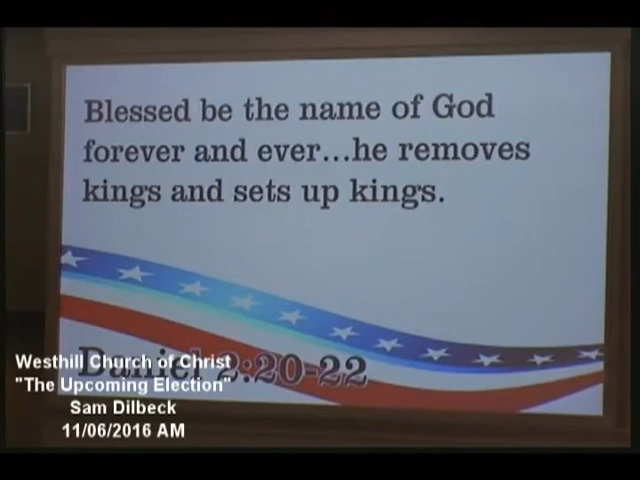 Blessed be the name of God
forever and ever...he removes
kings and sets up kings.
Daniel 2:20-22
Westhill Church of Christ
"The Upcoming Election"
Sam Dilbeck
11/06/2016 AM